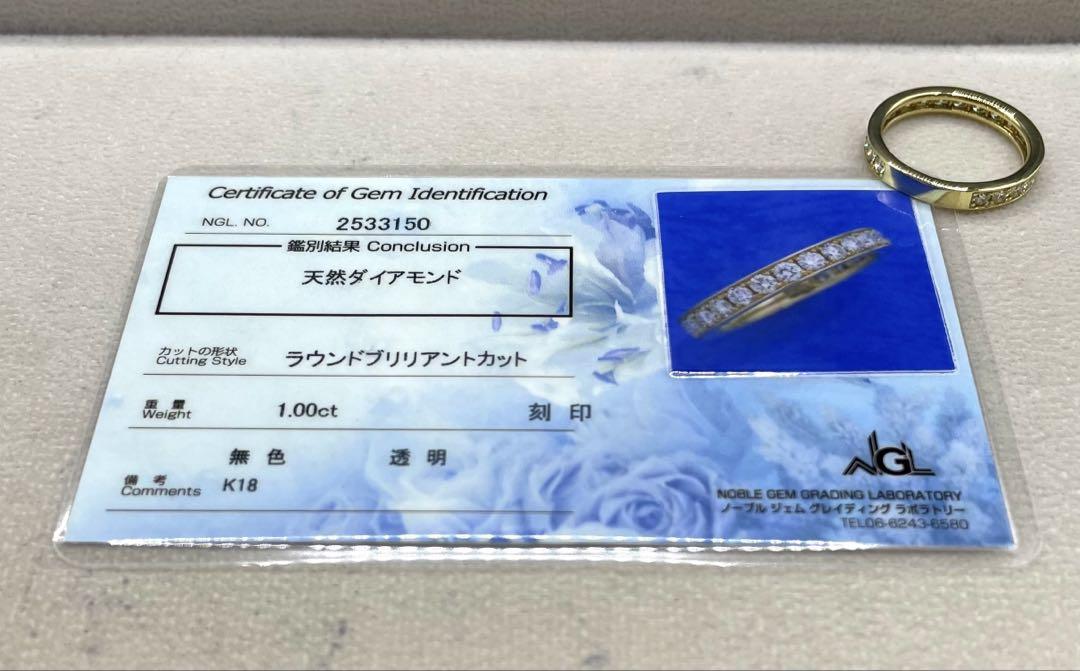 Certificate of Gem Identification
NGL. NO. 2533150
鑑別結果 Conclusion
天然ダイアモンド
カットの形状
Cutting Style ラウンドブリリアントカット
重量
Weight 1.00ct 刻印
無色 透明
備考
Comments K18
NGL
NOBLE GEM GRADING LABORATORY
ノーブル ジェム グレイディング ラボラトリー
TEL06-6243-6580